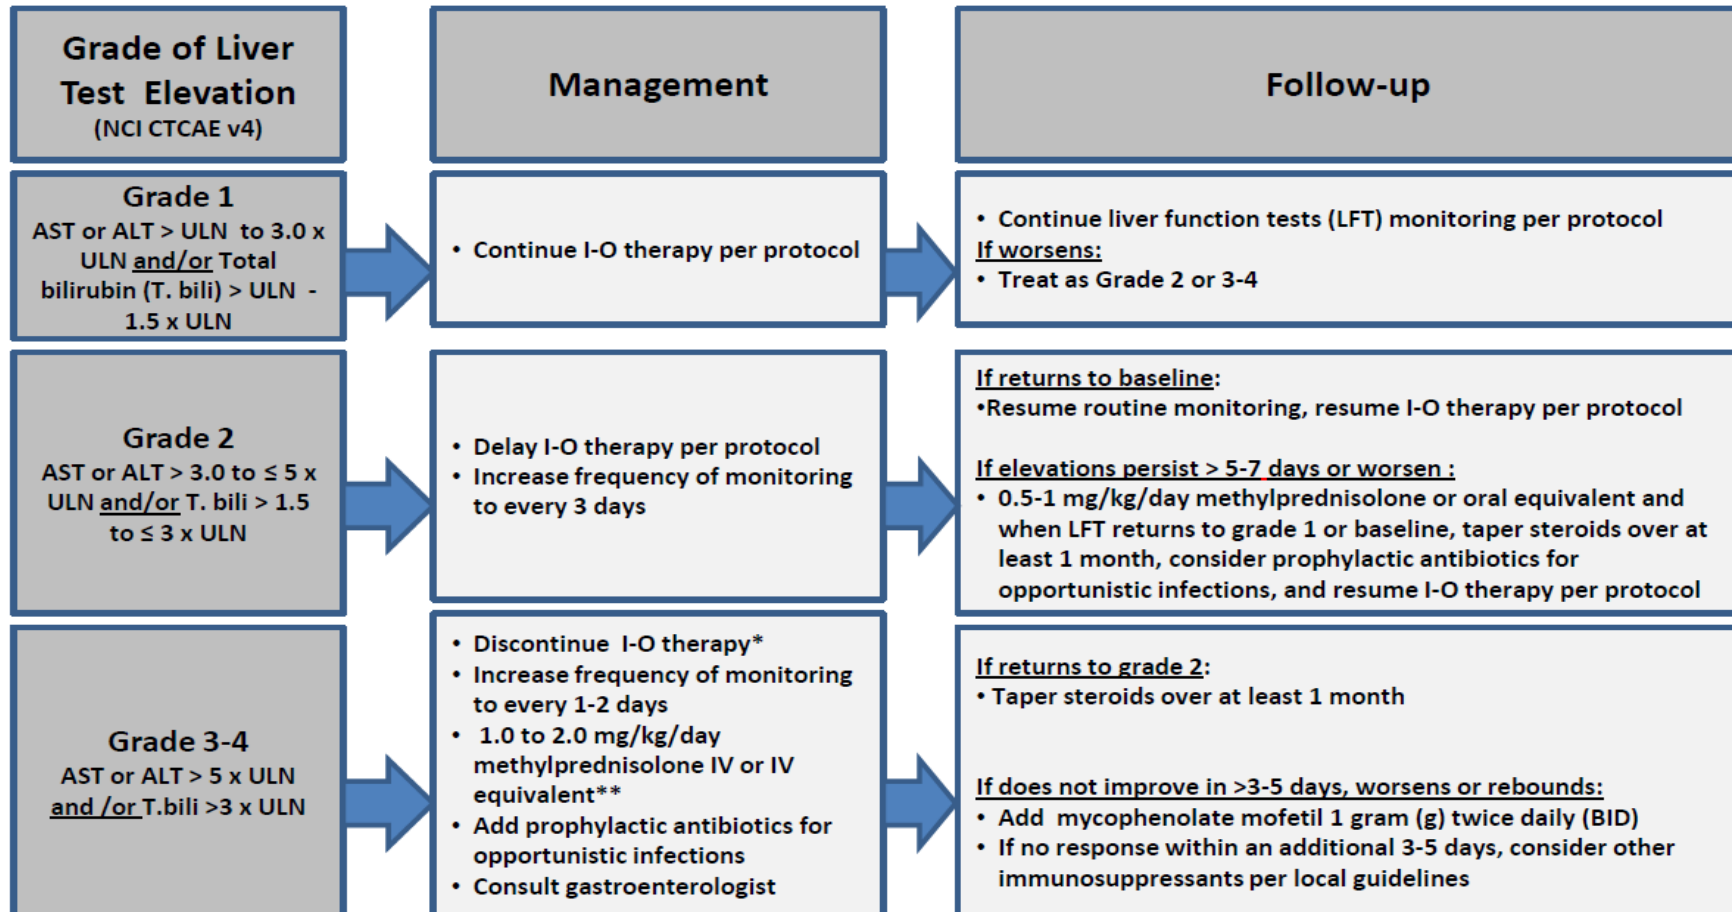 Grade of Liver
Test Elevation
(NCI CTCAE v4)
Management
Follow-up
Grade 1
AST or ALT > ULN to 3.0 x
ULN and/or Total
bilirubin (T. bili) > ULN -
1.5 x ULN
• Continue I-O therapy per protocol
• Continue liver function tests (LFT) monitoring per protocol
If worsens:
• Treat as Grade 2 or 3-4
Grade 2
AST or ALT > 3.0 to ≤ 5 x
ULN and/or T. bili > 1.5
to ≤ 3 x ULN
• Delay I-O therapy per protocol
• Increase frequency of monitoring
to every 3 days
If returns to baseline:
•Resume routine monitoring, resume I-O therapy per protocol
If elevations persist > 5-7 days or worsen :
• 0.5-1 mg/kg/day methylprednisolone or oral equivalent and
when LFT returns to grade 1 or baseline, taper steroids over at
least 1 month, consider prophylactic antibiotics for
opportunistic infections, and resume I-O therapy per protocol
Grade 3-4
AST or ALT > 5 x ULN
and /or T.bili >3 x ULN
• Discontinue I-O therapy*
• Increase frequency of monitoring
to every 1-2 days
• 1.0 to 2.0 mg/kg/day
methylprednisolone IV or IV
equivalent**
• Add prophylactic antibiotics for
opportunistic infections
• Consult gastroenterologist
If returns to grade 2:
• Taper steroids over at least 1 month
If does not improve in >3-5 days, worsens or rebounds:
• Add mycophenolate mofetil 1 gram (g) twice daily (BID)
• If no response within an additional 3-5 days, consider other
immunosuppressants per local guidelines